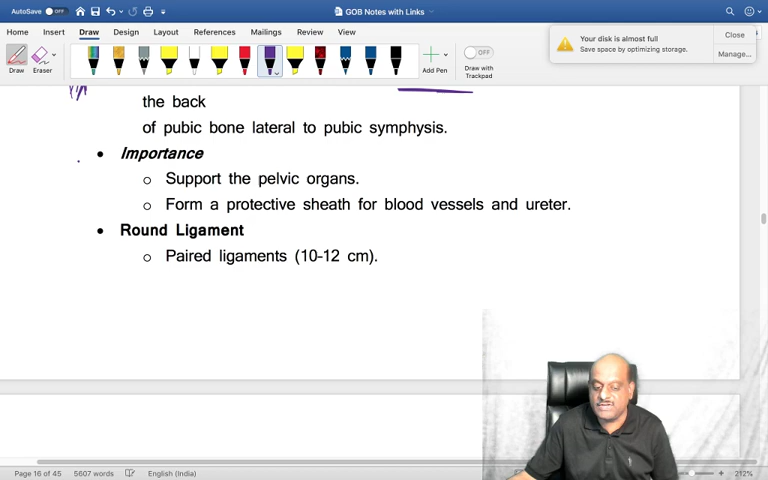 AutoSave OFF GOB Notes with Links
Home Insert Draw Design Layout References Mailings Review View
Your disk is almost full
Save space by optimizing storage.
Close
Manage...
Draw Eraser Add Pen OFF Draw with Trackpad
the back
of pubic bone lateral to pubic symphysis.
• Importance
o Support the pelvic organs.
o Form a protective sheath for blood vessels and ureter.
• Round Ligament
o Paired ligaments (10-12 cm).
Page 16 of 45 5607 words English (India) 212%